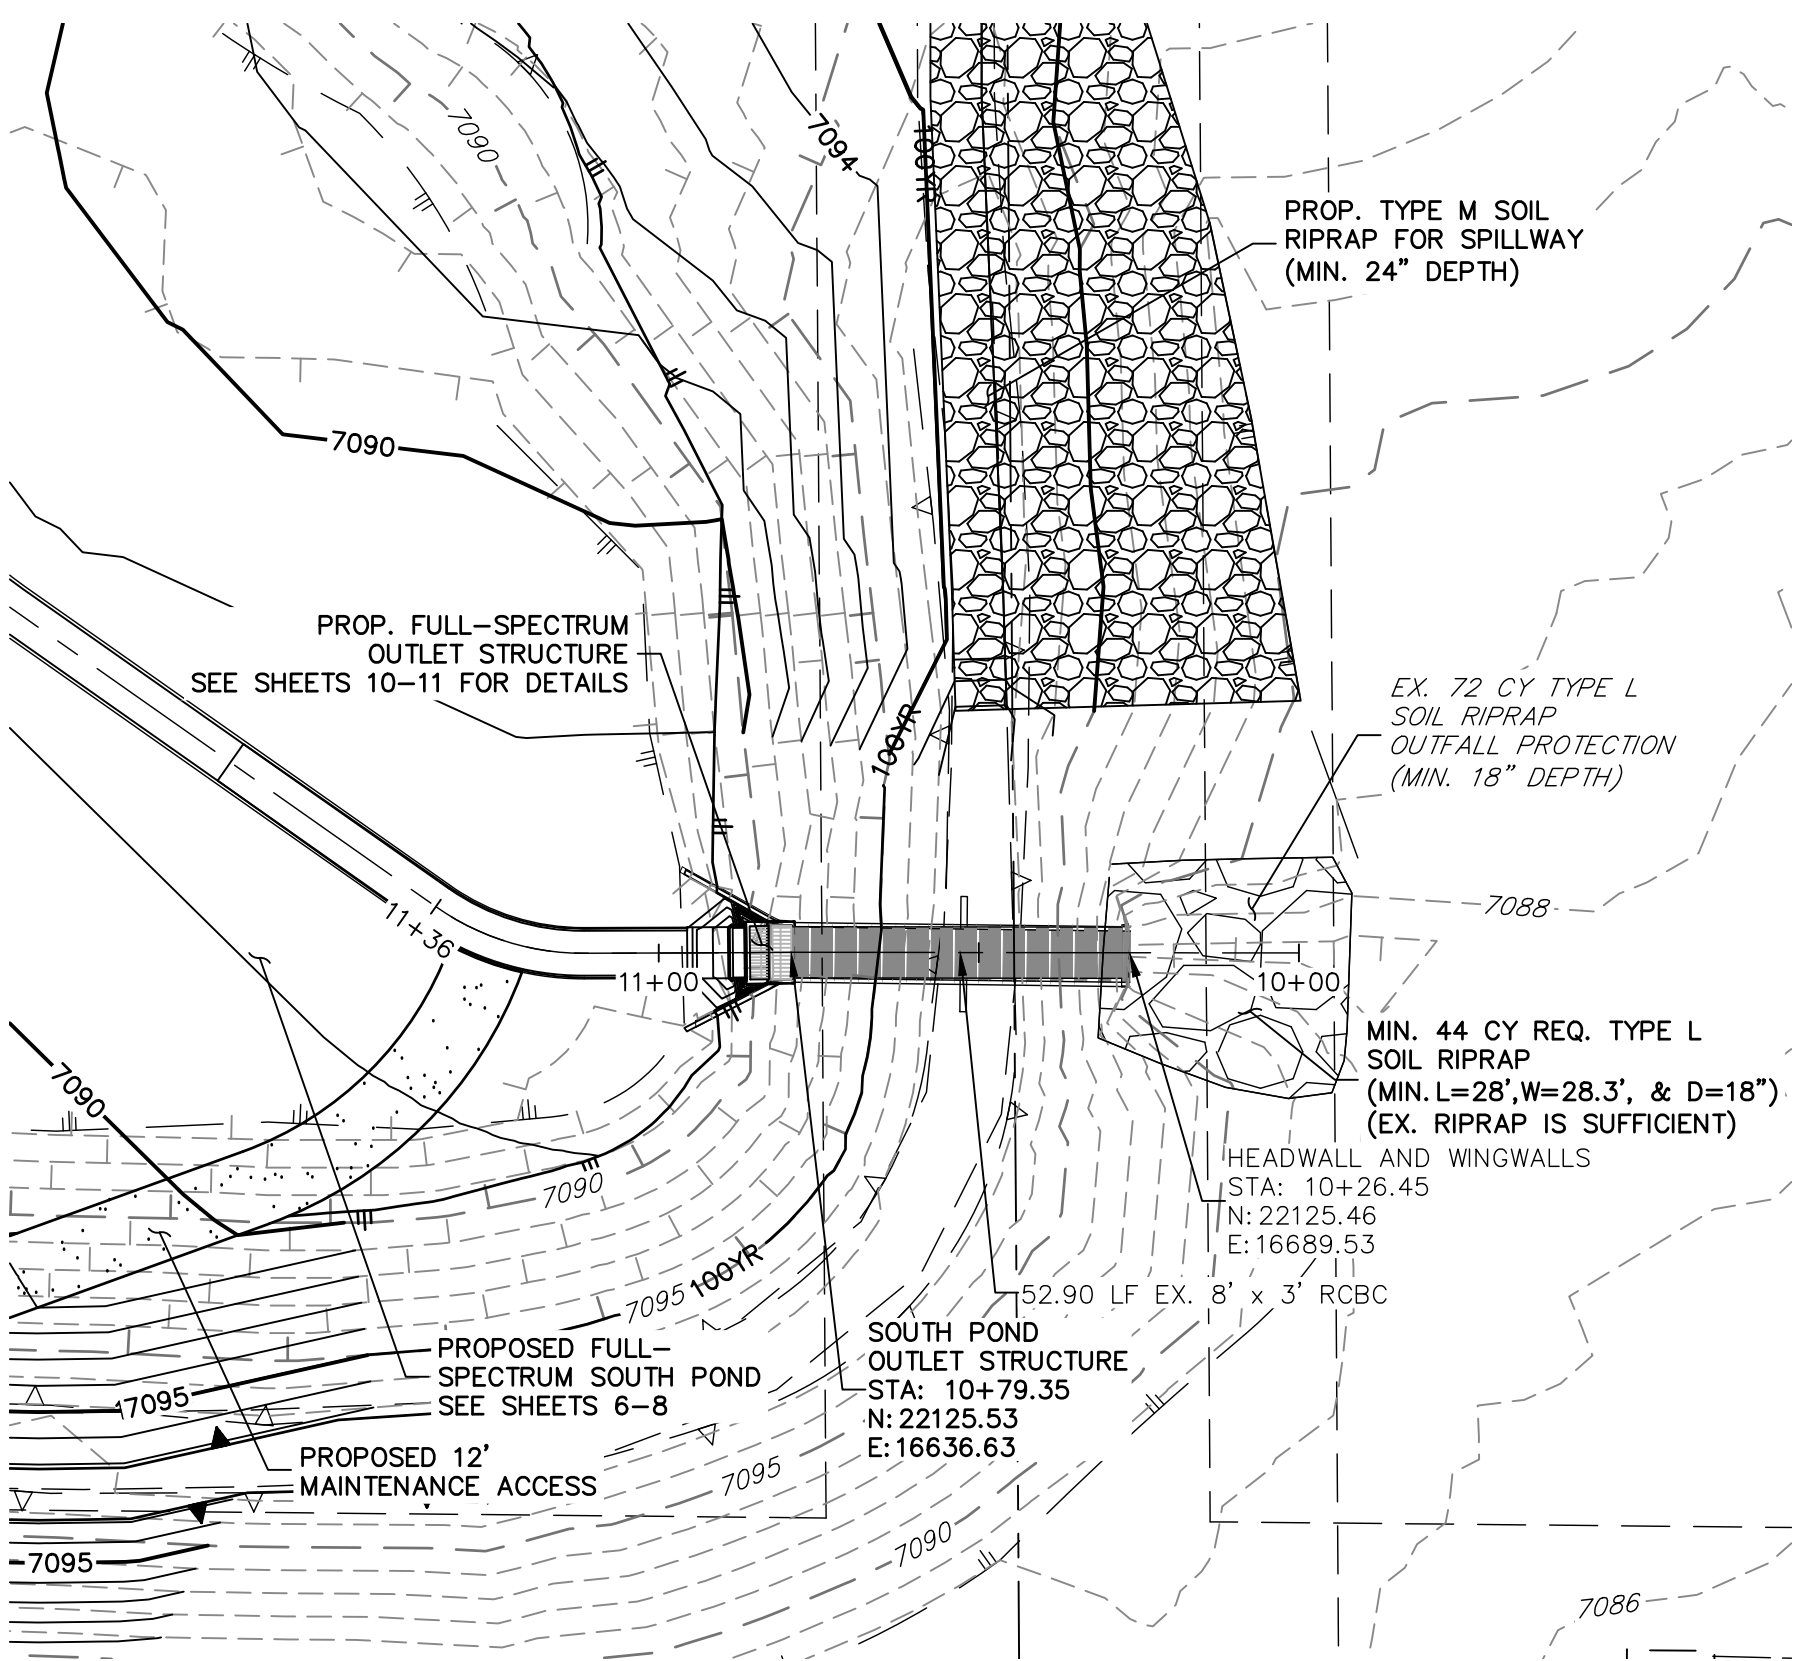 7090
7094
100YR
PROP. TYPE M SOIL
RIPRAP FOR SPILLWAY
(MIN. 24" DEPTH)
7090
PROP. FULL-SPECTRUM
OUTLET STRUCTURE
SEE SHEETS 10-11 FOR DETAILS
EX. 72 CY TYPE L
SOIL RIPRAP
OUTFALL PROTECTION
(MIN. 18" DEPTH)
100YR
7088
11+36
11+00
10+00
MIN. 44 CY REQ. TYPE L
SOIL RIPRAP
(MIN. L=28', W=28.3', & D=18")
(EX. RIPRAP IS SUFFICIENT)
7090
7090
HEADWALL AND WINGWALLS
STA: 10+26.45
N: 22125.46
E: 16689.53
52.90 LF EX. 8' x 3' RCBC
7095
100YR
SOUTH POND
OUTLET STRUCTURE
STA: 10+79.35
N: 22125.53
E: 16636.63
PROPOSED FULL-
SPECTRUM SOUTH POND
SEE SHEETS 6-8
7095
PROPOSED 12'
MAINTENANCE ACCESS
7095
7090
7095
7086